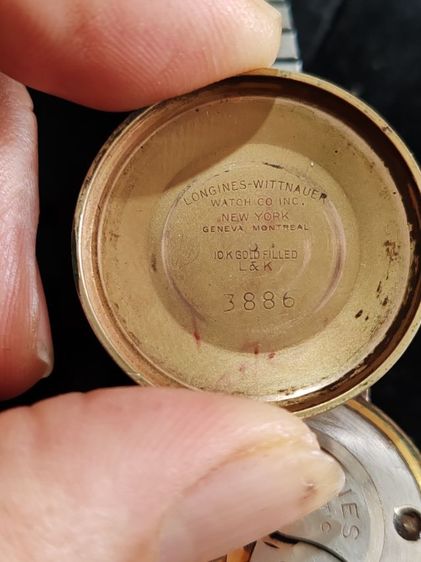 LONGINES-WITTNAUER
WATCH CO INC.
NEW YORK
GENEVA MONTREAL
10K GOLD FILLED
L & K
3886